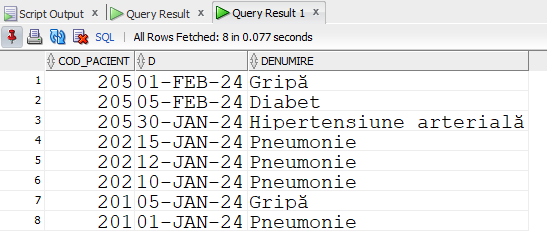 Script Output x Query Result x Query Result 1 x
SQL | All Rows Fetched: 8 in 0.077 seconds
COD_PACIENT D DENUMIRE
1 205 01-FEB-24 Gripă
2 205 05-FEB-24 Diabet
3 205 30-JAN-24 Hipertensiune arterială
4 202 15-JAN-24 Pneumonie
5 202 12-JAN-24 Pneumonie
6 202 10-JAN-24 Pneumonie
7 201 05-JAN-24 Gripă
8 201 01-JAN-24 Pneumonie